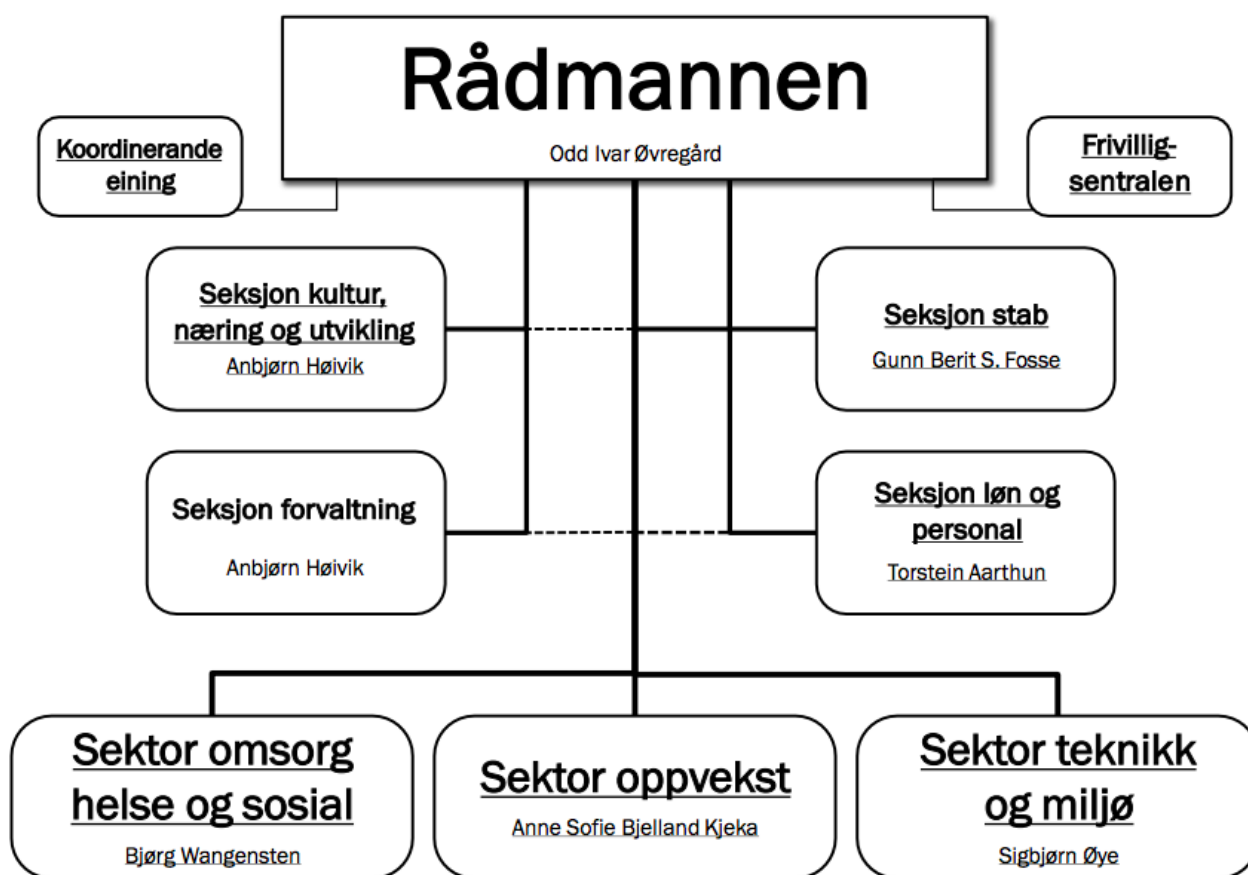 Rådmannen
Odd Ivar Øvregård
Koordinerande
eining
Frivillig-
sentralen
Seksjon kultur,
næring og utvikling
Anbjørn Høivik
Seksjon stab
Gunn Berit S. Fosse
Seksjon forvaltning
Anbjørn Høivik
Seksjon løn og
personal
Torstein Aarthun
Sektor omsorg
helse og sosial
Bjørg Wangensten
Sektor oppvekst
Anne Sofie Bjelland Kjeka
Sektor teknikk
og miljø
Sigbjørn Øye